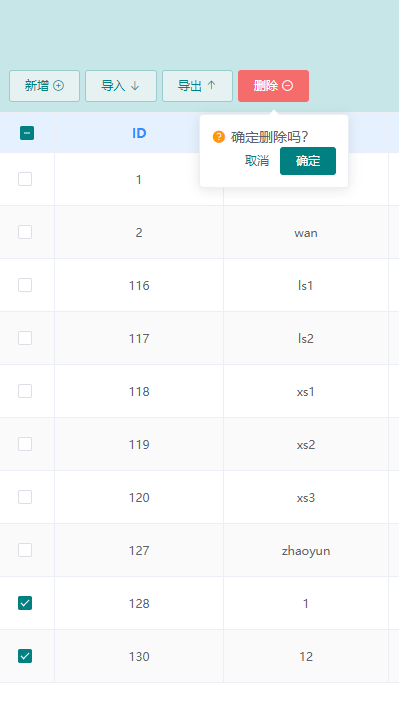 新增
导入
导出
删除
确定删除吗？
取消 确定
ID
1
2 wan
116 ls1
117 ls2
118 xs1
119 xs2
120 xs3
127 zhaoyun
128 1
130 12